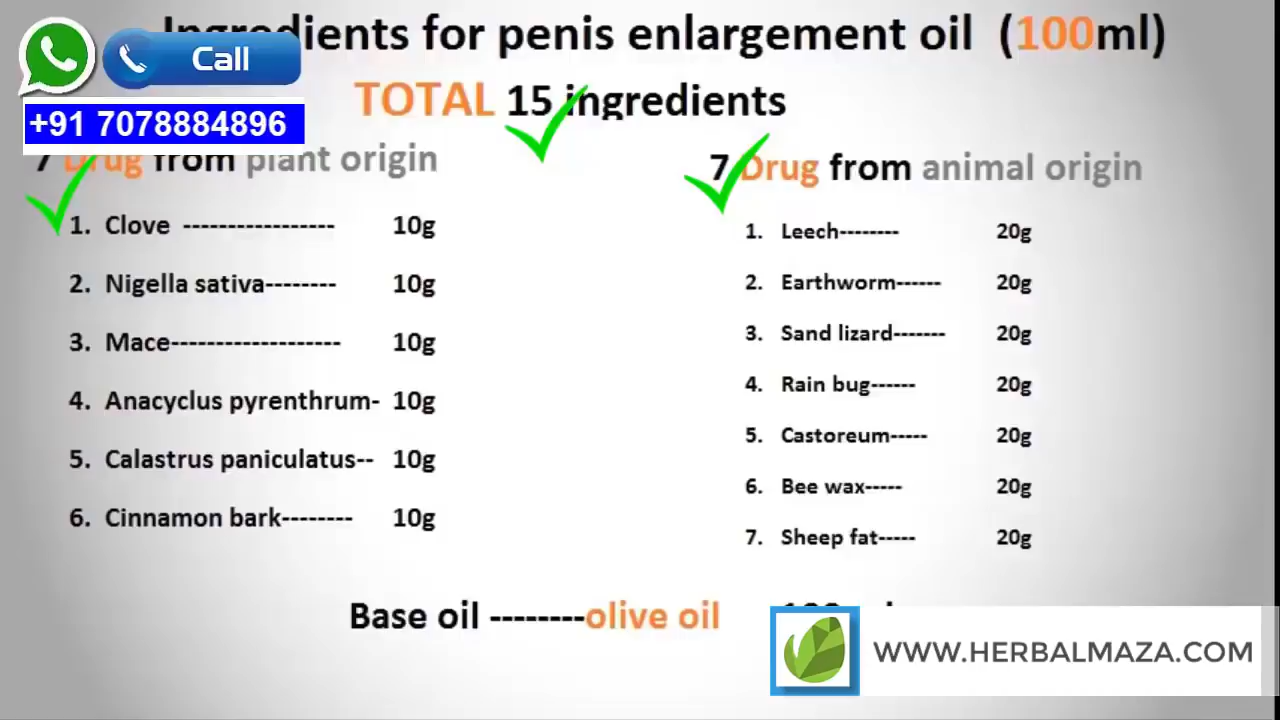 Ingredients for penis enlargement oil (100ml)
Call
TOTAL 15 ingredients
+91 7078884896
7 Drug from plant origin
1. Clove ----------------- 10g
2. Nigella sativa-------- 10g
3. Mace------------------- 10g
4. Anacyclus pyrenthrum- 10g
5. Calastrus paniculatus-- 10g
6. Cinnamon bark-------- 10g
7 Drug from animal origin
1. Leech-------- 20g
2. Earthworm------ 20g
3. Sand lizard------- 20g
4. Rain bug------ 20g
5. Castoreum----- 20g
6. Bee wax----- 20g
7. Sheep fat----- 20g
Base oil --------olive oil
WWW.HERBALMAZA.COM